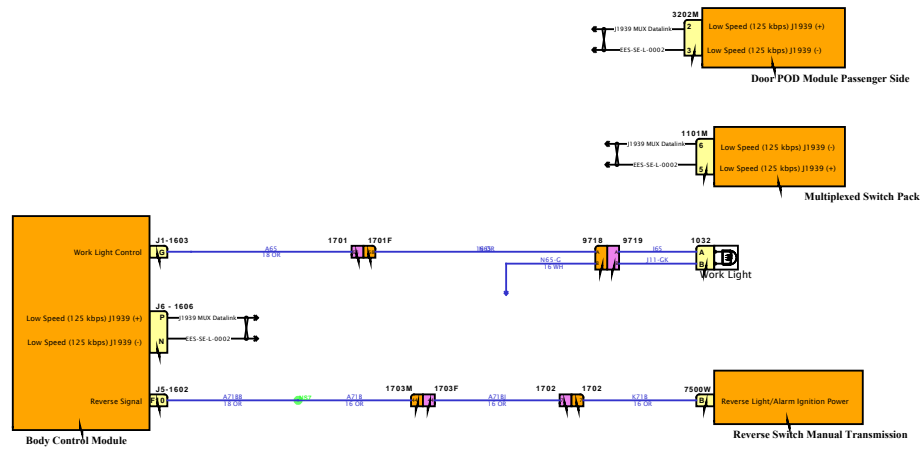 3202M
J1939 MUX Datalink
2
Low Speed (125 kbps) J1939 (+)
EES-SE-L-0002
3
Low Speed (125 kbps) J1939 (-)
Door POD Module Passenger Side
1101M
J1939 MUX Datalink
6
Low Speed (125 kbps) J1939 (-)
EES-SE-L-0002
5
Low Speed (125 kbps) J1939 (+)
Multiplexed Switch Pack
J1-1603
1701
1701F
9718
9719
1032
Work Light Control
G
A65
18 OR
J65
A
N65-G
16 WH
J11-GK
B
Work Light
J6 - 1606
Low Speed (125 kbps) J1939 (+)
P
J1939 MUX Datalink
Low Speed (125 kbps) J1939 (-)
N
EES-SE-L-0002
J5-1602
1703M
1703F
1702
1702
7500W
Reverse Signal
F10
A718B
18 OR
A718
16 OR
A718J
16 OR
K718
16 OR
B
Reverse Light/Alarm Ignition Power
Body Control Module
Reverse Switch Manual Transmission